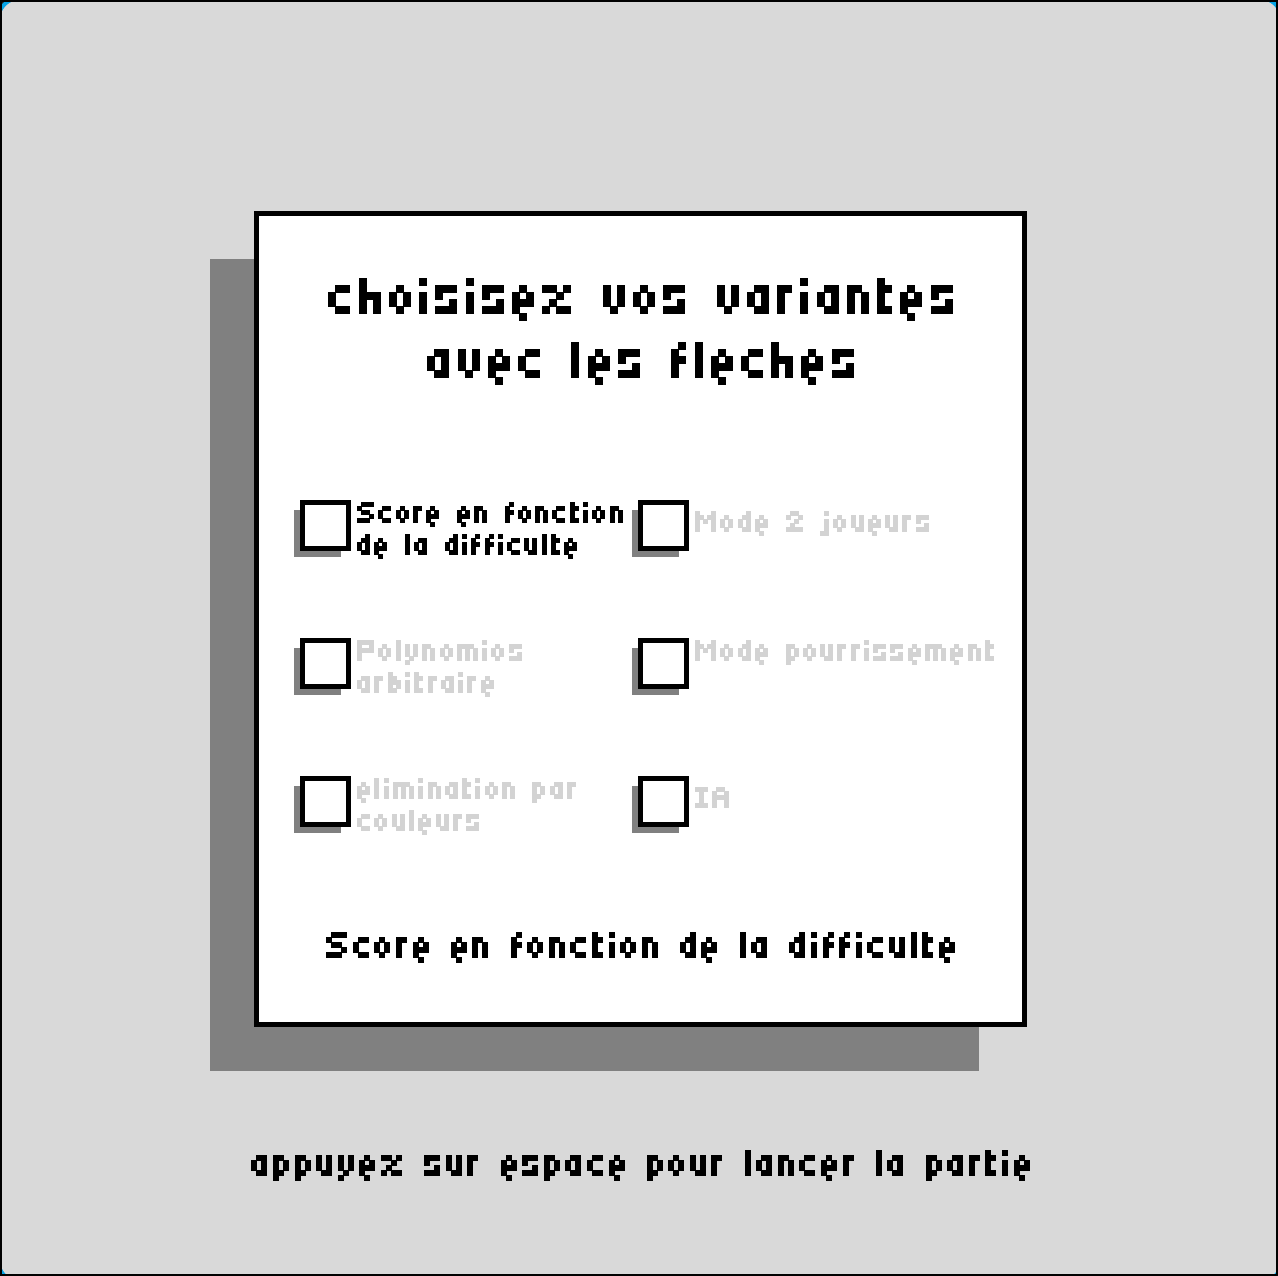 choisisex vos variantes
avec les fleches
Score en fonction
de la difficulte
Mode 2 joueurs
Polynomios
arbitraire
Mode pourrissement
elimination par
couleurs
IA
Score en fonction de la difficulte
appuyez sur espace pour lancer la partie